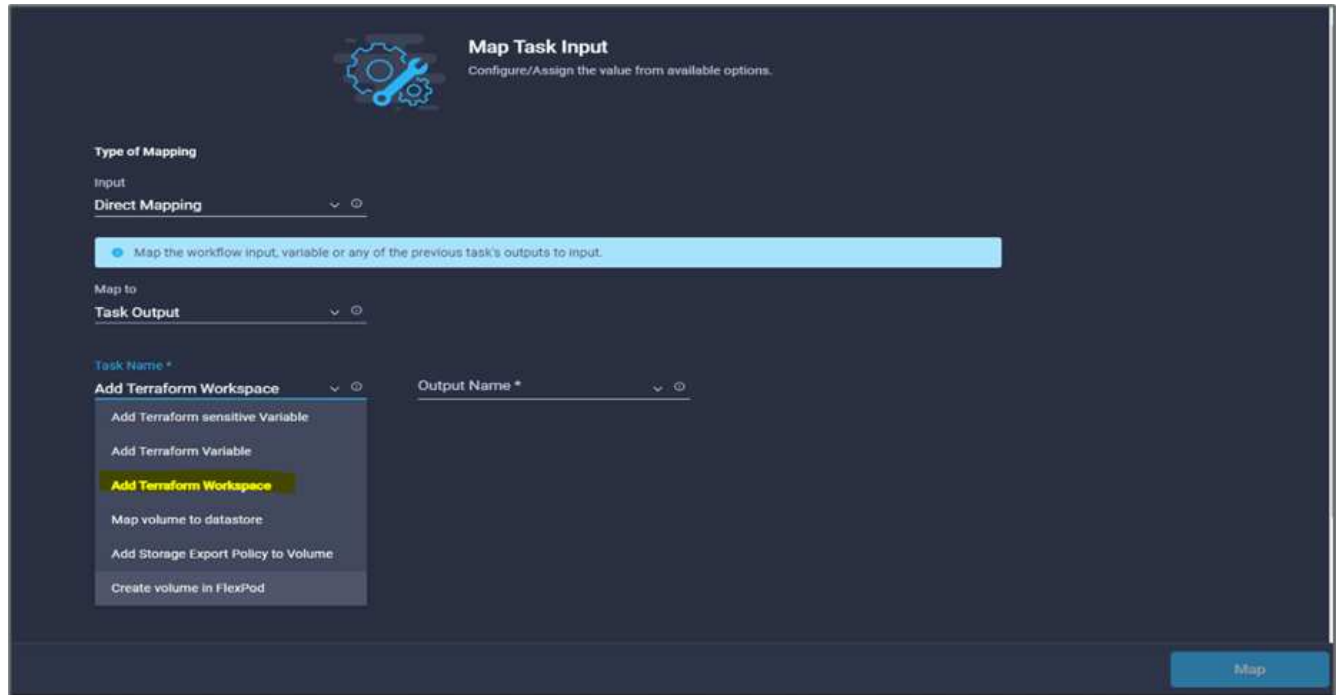 Map Task Input
Configure/Assign the value from available options.
Type of Mapping
Input
Direct Mapping
Map the workflow input, variable or any of the previous task's outputs to input.
Map to
Task Output
Task Name *
Add Terraform Workspace
Output Name *
Add Terraform sensitive Variable
Add Terraform Variable
Add Terraform Workspace
Map volume to datastore
Add Storage Export Policy to Volume
Create volume in FlexPod
Map